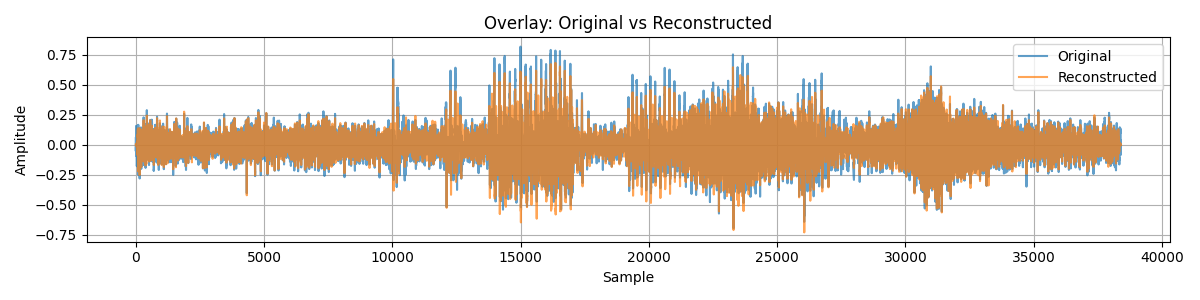 Overlay: Original vs Reconstructed
Original
Reconstructed
Amplitude
0.75
0.50
0.25
0.00
−0.25
−0.50
−0.75
0 5000 10000 15000 20000 25000 30000 35000 40000
Sample